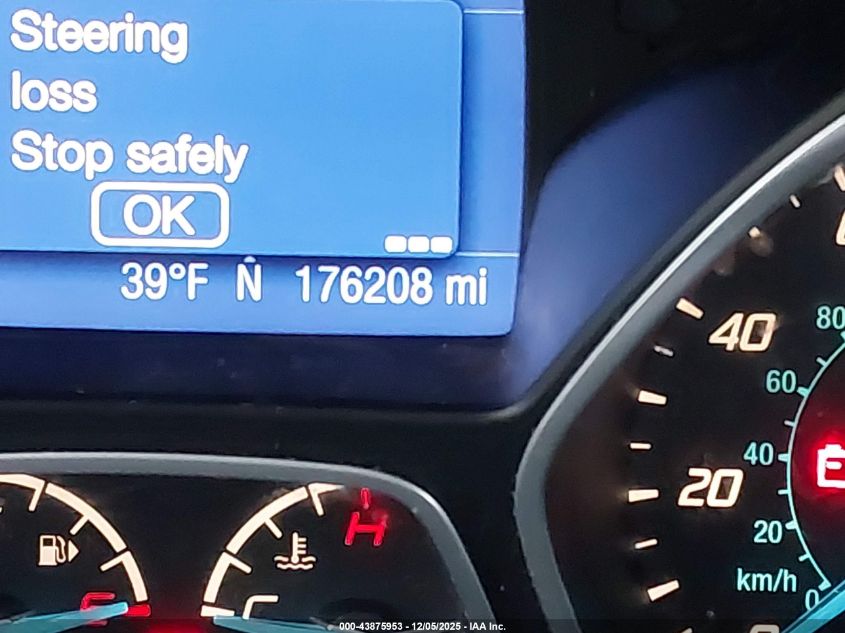 Steering
loss
Stop safely
OK
39°F N 176208 mi
40
80
60
40
20
20
km/h
0
E
H
C
000-43875953 - 12/05/2025 - IAA Inc.